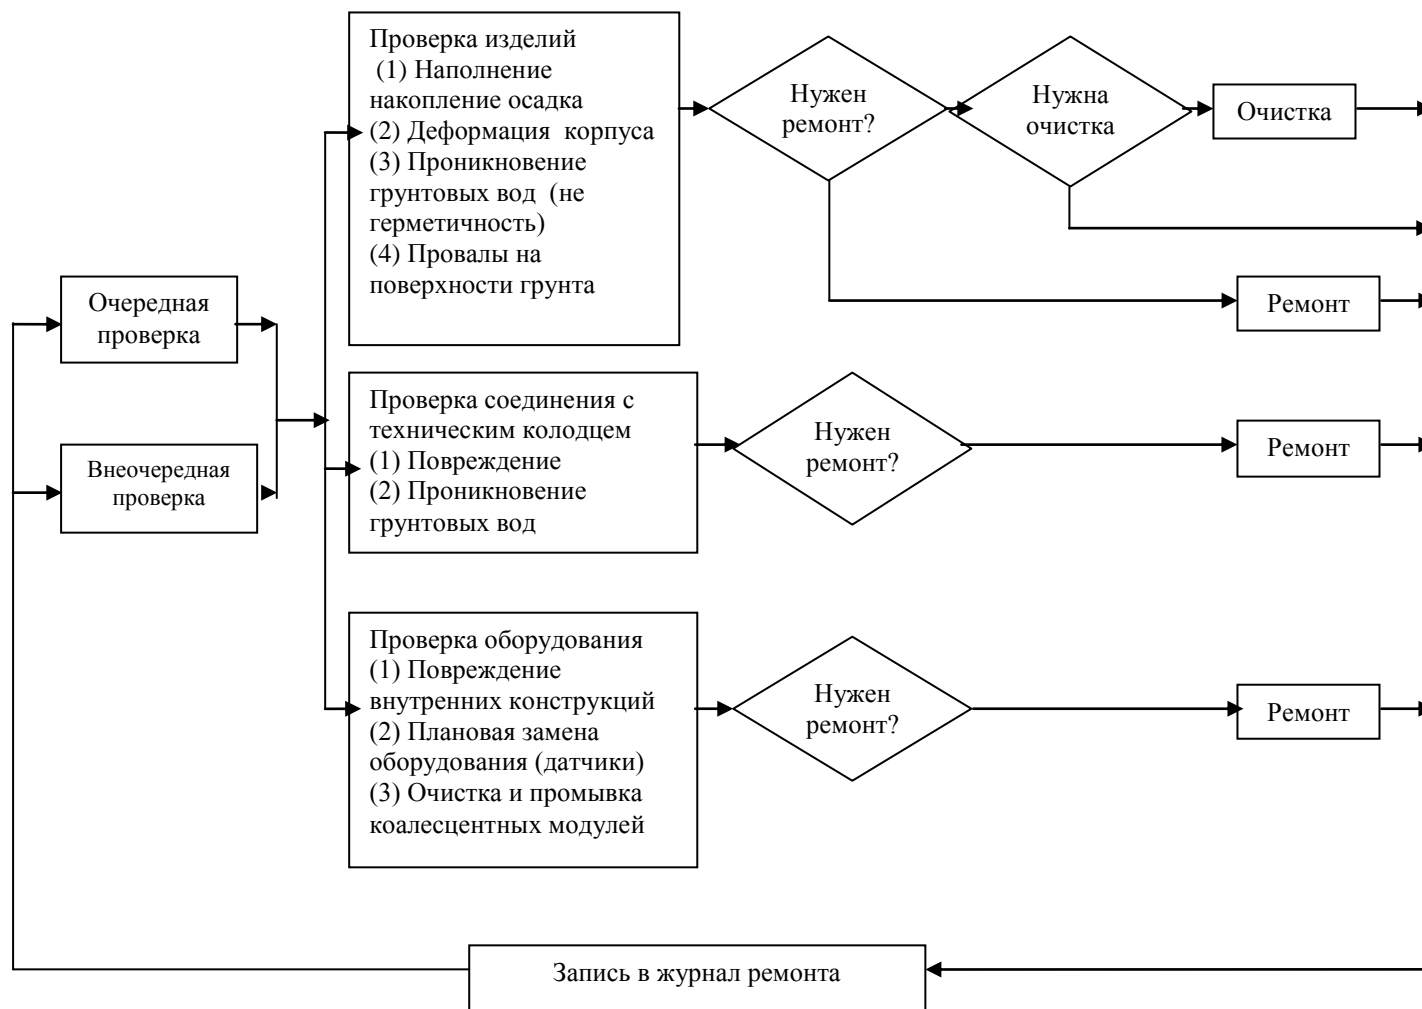 Проверка изделий
(1) Наполнение
накопление осадка
(2) Деформация корпуса
(3) Проникновение
грунтовых вод (не
герметичность)
(4) Провалы на
поверхности грунта
Нужен
ремонт?
Нужна
очистка
Очистка
Ремонт
Очередная
проверка
Внеочередная
проверка
Проверка соединения с
техническим колодцем
(1) Повреждение
(2) Проникновение
грунтовых вод
Нужен
ремонт?
Ремонт
Проверка оборудования
(1) Повреждение
внутренних конструкций
(2) Плановая замена
оборудования (датчики)
(3) Очистка и промывка
коалесцентных модулей
Нужен
ремонт?
Ремонт
Запись в журнал ремонта